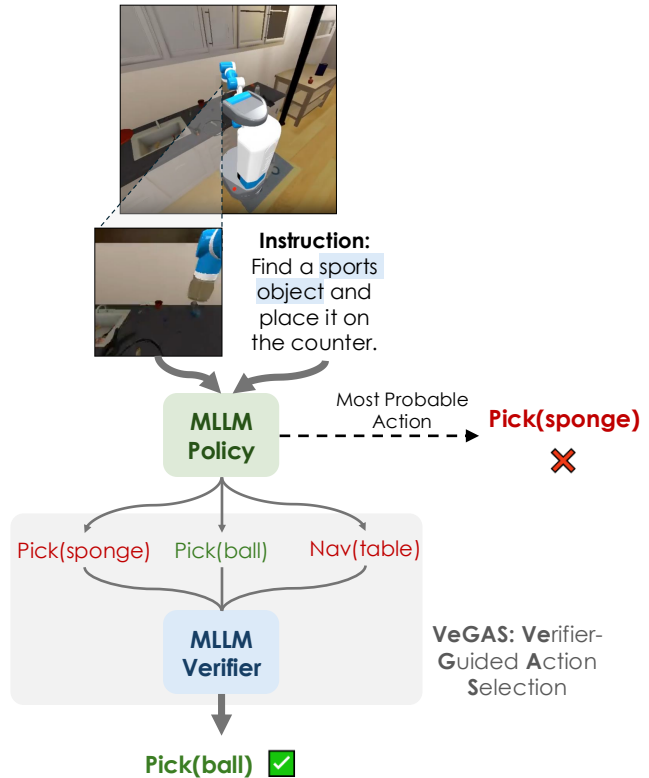 Instruction:
Find a sports
object and
place it on
the counter.
MLLM
Policy
Most Probable
Action
Pick(sponge)
Pick(sponge)
Pick(ball)
Nav(table)
MLLM
Verifier
VeGAS: Verifier-
Guided Action
Selection
Pick(ball)